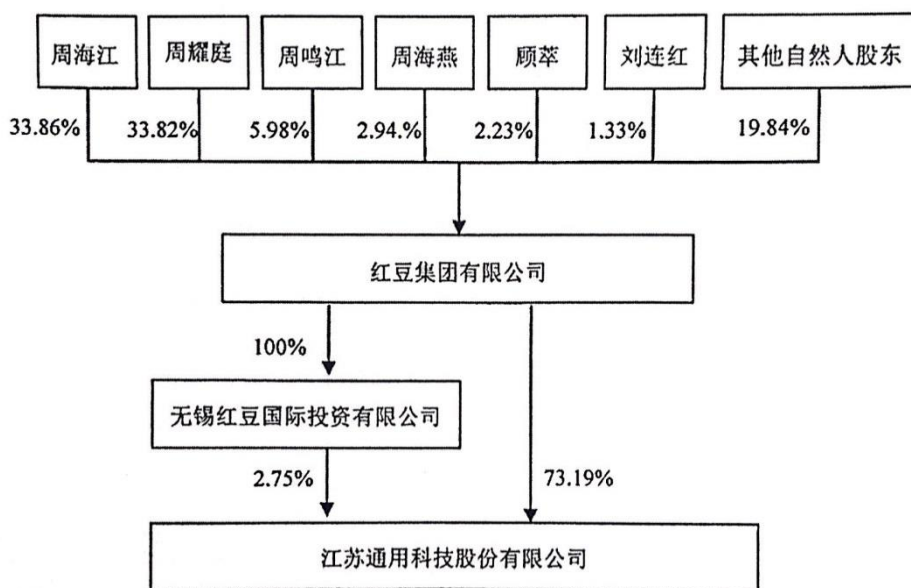 周海江 周耀庭 周鸣江 周海燕 顾萃 刘连红 其他自然人股东
33.86% 33.82% 5.98% 2.94.% 2.23% 1.33% 19.84%
红豆集团有限公司
100%
无锡红豆国际投资有限公司
2.75% 73.19%
江苏通用科技股份有限公司